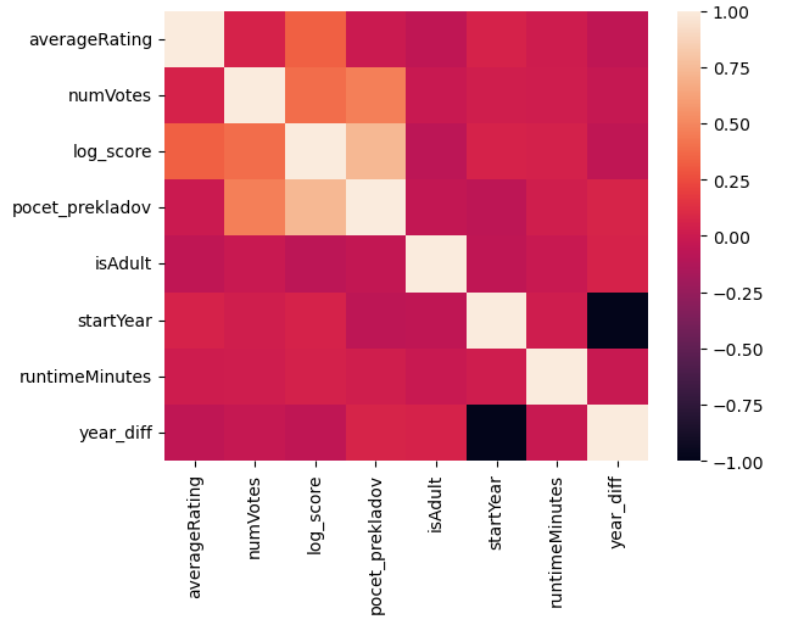 averageRating
numVotes
log_score
pocet_prekladov
isAdult
startYear
runtimeMinutes
year_diff
averageRating
numVotes
log_score
pocet_prekladov
isAdult
startYear
runtimeMinutes
year_diff
1.00
0.75
0.50
0.25
0.00
−0.25
−0.50
−0.75
−1.00